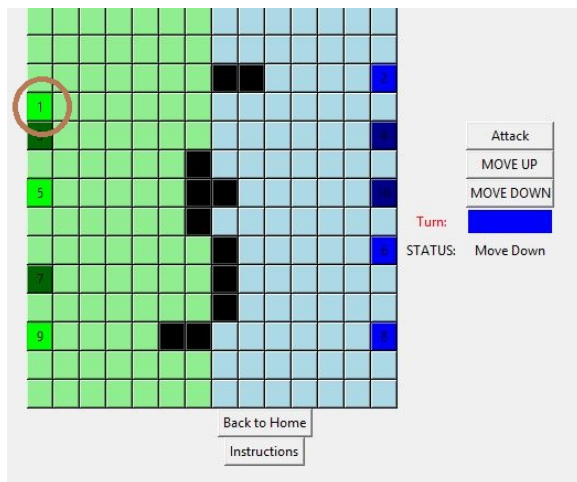 2
1
Attack
MOVE UP
5
MOVE DOWN
Turn:
6
STATUS: Move Down
7
9
8
Back to Home
Instructions